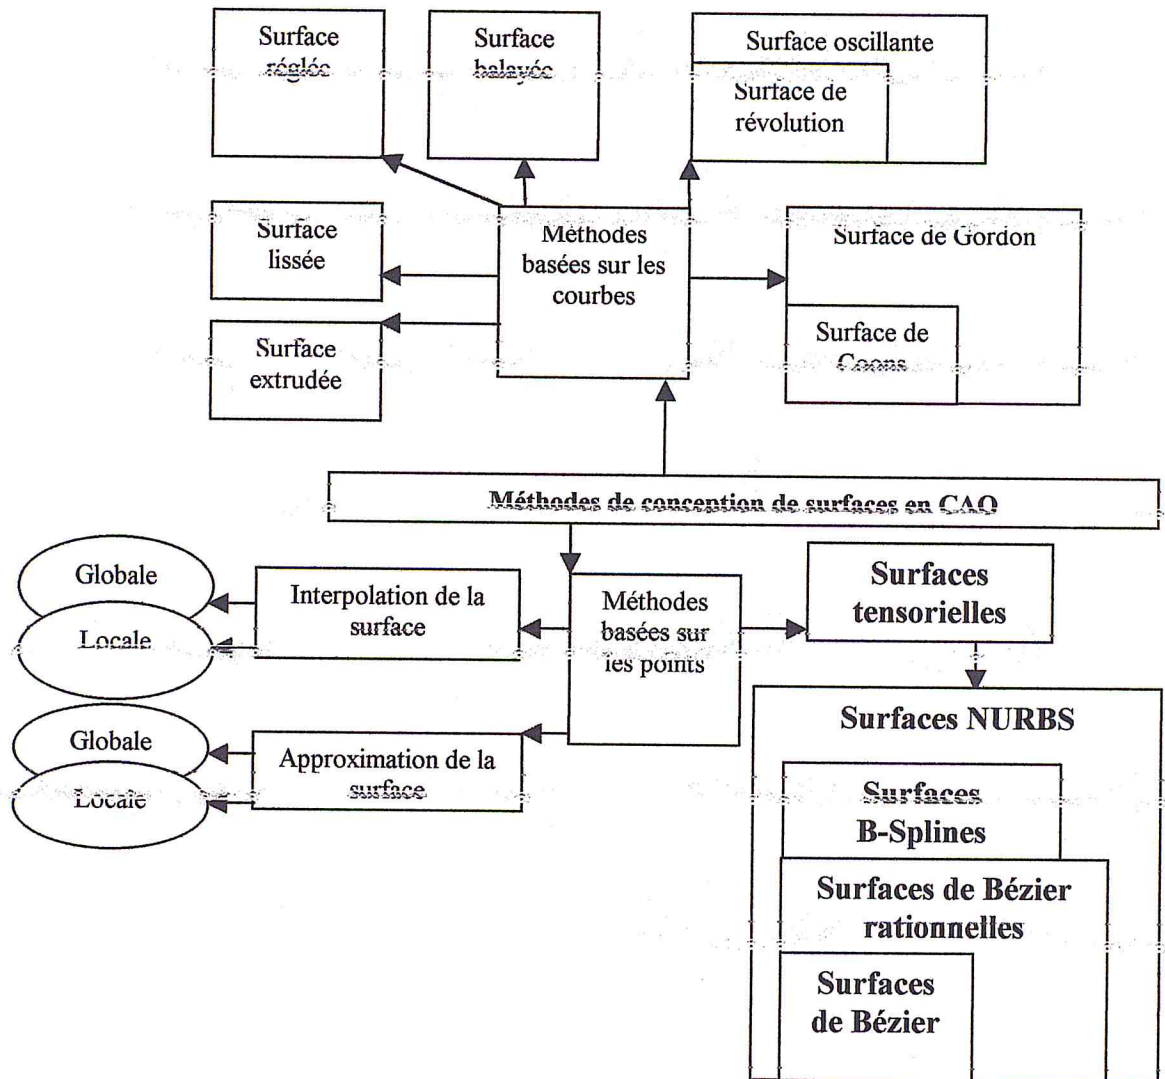 Surface
réglée
Surface
balayée
Surface oscillante
Surface de
révolution
Surface
lissée
Méthodes
basées sur les
courbes
Surface de Gordon
Surface de
Coons
Surface
extrudée
Méthodes de conception de surfaces en CAO
Globale
Locale
Interpolation de la
surface
Méthodes
basées sur
les points
Surfaces
tensorielles
Globale
Locale
Approximation de la
surface
Surfaces NURBS
Surfaces
B-Splines
Surfaces de Bézier
rationnelles
Surfaces
de Bézier